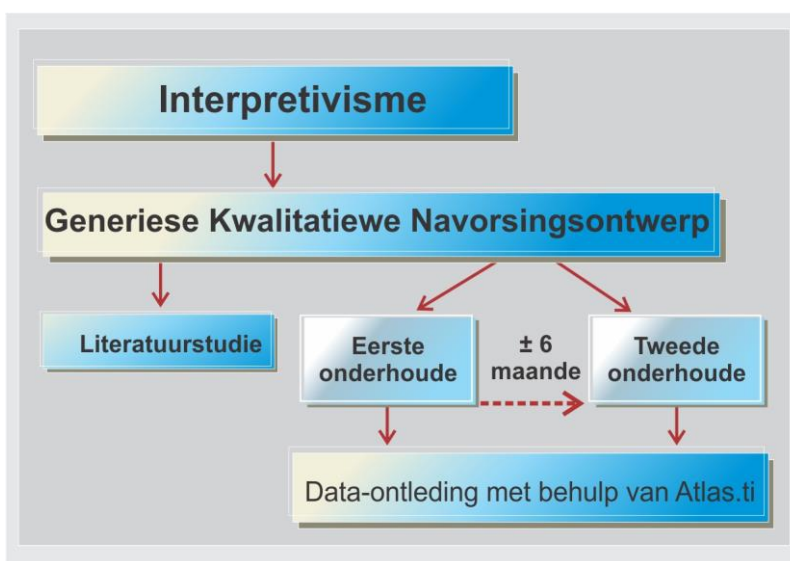 Interpretivisme
Generiese Kwalitatiewe Navorsingsontwerp
Literatuurstudie
Eerste
onderhoude
± 6
maande
Tweede
onderhoude
Data-ontleding met behulp van Atlas.ti